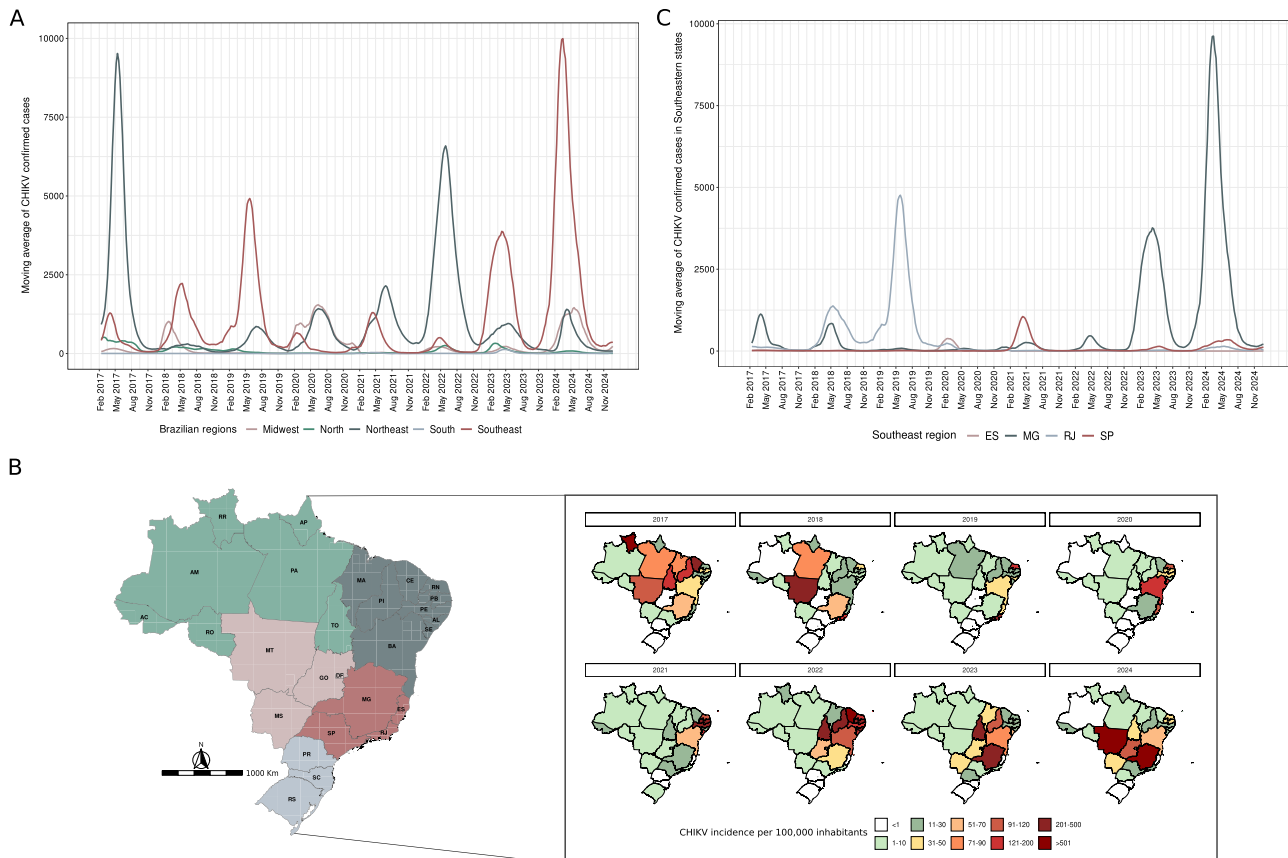 A
Moving average of CHIKV confirmed cases
10000
7500
5000
2500
0
Feb 2017
May 2017
Aug 2017
Nov 2017
Feb 2018
May 2018
Aug 2018
Nov 2018
Feb 2019
May 2019
Aug 2019
Nov 2019
Feb 2020
May 2020
Aug 2020
Nov 2020
Feb 2021
May 2021
Aug 2021
Nov 2021
Feb 2022
May 2022
Aug 2022
Nov 2022
Feb 2023
May 2023
Aug 2023
Nov 2023
Feb 2024
May 2024
Aug 2024
Nov 2024
Brazilian regions Midwest North Northeast South Southeast
C
Moving average of CHIKV confirmed cases in Southeastern states
10000
7500
5000
2500
0
Feb 2017
May 2017
Aug 2017
Nov 2017
Feb 2018
May 2018
Aug 2018
Nov 2018
Feb 2019
May 2019
Aug 2019
Nov 2019
Feb 2020
May 2020
Aug 2020
Nov 2020
Feb 2021
May 2021
Aug 2021
Nov 2021
Feb 2022
May 2022
Aug 2022
Nov 2022
Feb 2023
May 2023
Aug 2023
Nov 2023
Feb 2024
May 2024
Aug 2024
Nov 2024
Southeast region ES MG RJ SP
B
RR
AP
AM
PA
MA
CE
RN
PB
PI
PE
AL
SE
AC
RO
TO
BA
MT
GO
DF
MG
ES
MS
SP
RJ
PR
SC
RS
N
1000 Km
2017 2018 2019 2020
2021 2022 2023 2024
CHIKV incidence per 100,000 inhabitants
<1 11-30 51-70 91-120 201-500
1-10 31-50 71-90 121-200 >501